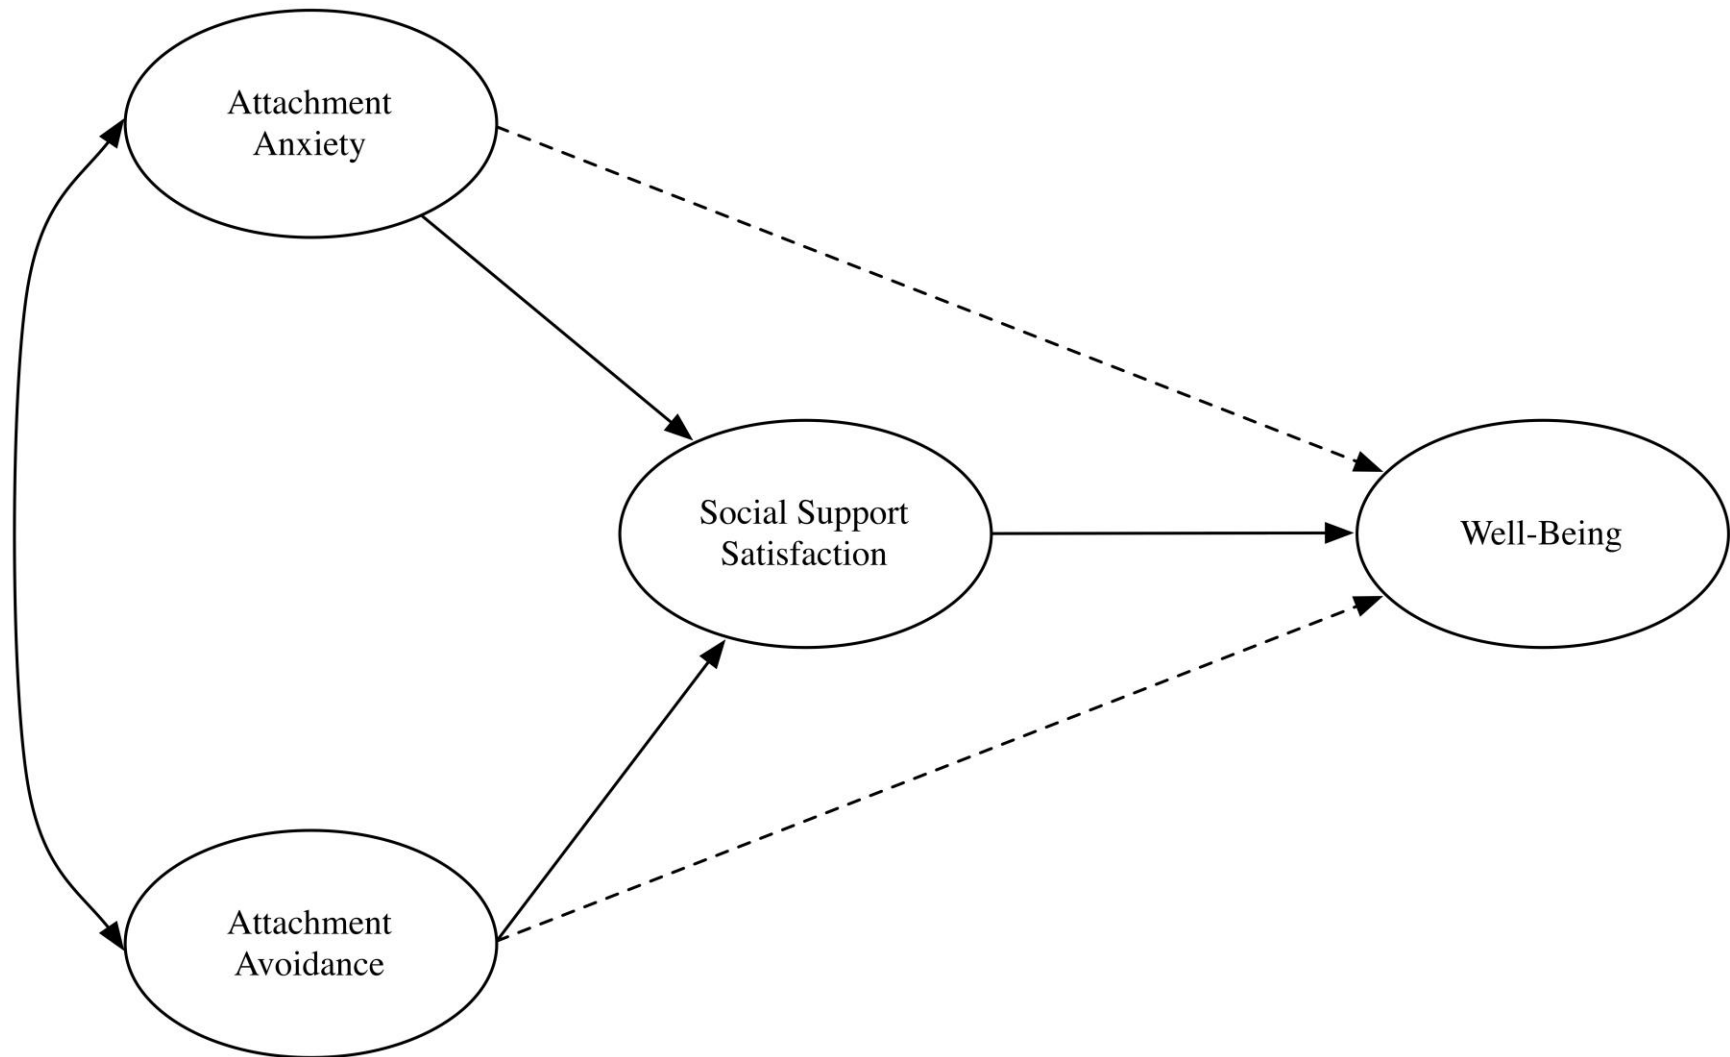 Attachment
Anxiety
Social Support
Satisfaction
Well-Being
Attachment
Avoidance